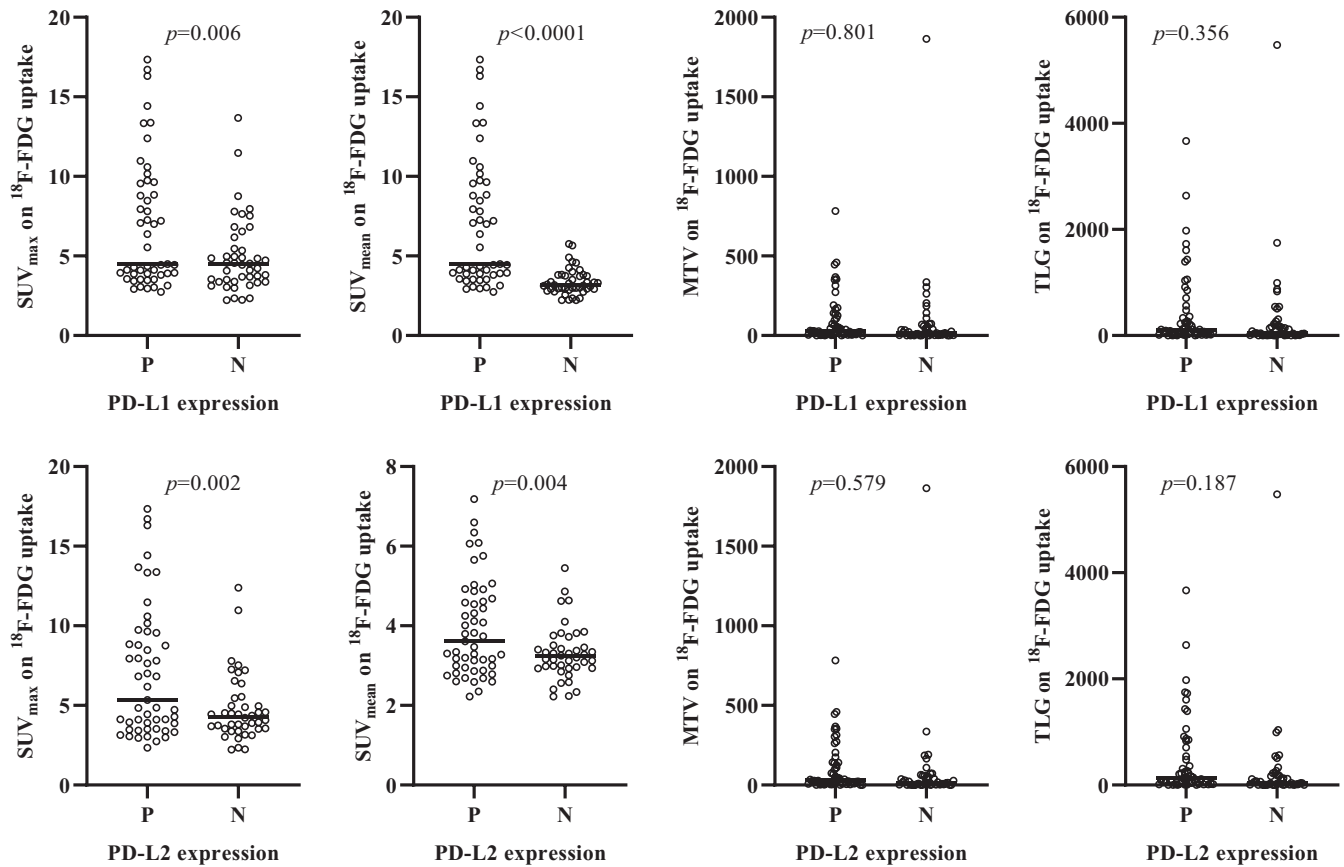 20
15
10
5
0
SUVmax on 18F-FDG uptake
p=0.006
P N
PD-L1 expression
20
15
10
5
0
SUVmean on 18F-FDG uptake
p<0.0001
P N
PD-L1 expression
2000
1500
1000
500
0
MTV on 18F-FDG uptake
p=0.801
P N
PD-L1 expression
6000
4000
2000
0
TLG on 18F-FDG uptake
p=0.356
P N
PD-L1 expression
20
15
10
5
0
SUVmax on 18F-FDG uptake
p=0.002
P N
PD-L2 expression
8
6
4
2
0
SUVmean on 18F-FDG uptake
p=0.004
P N
PD-L2 expression
2000
1500
1000
500
0
MTV on 18F-FDG uptake
p=0.579
P N
PD-L2 expression
6000
4000
2000
0
TLG on 18F-FDG uptake
p=0.187
P N
PD-L2 expression